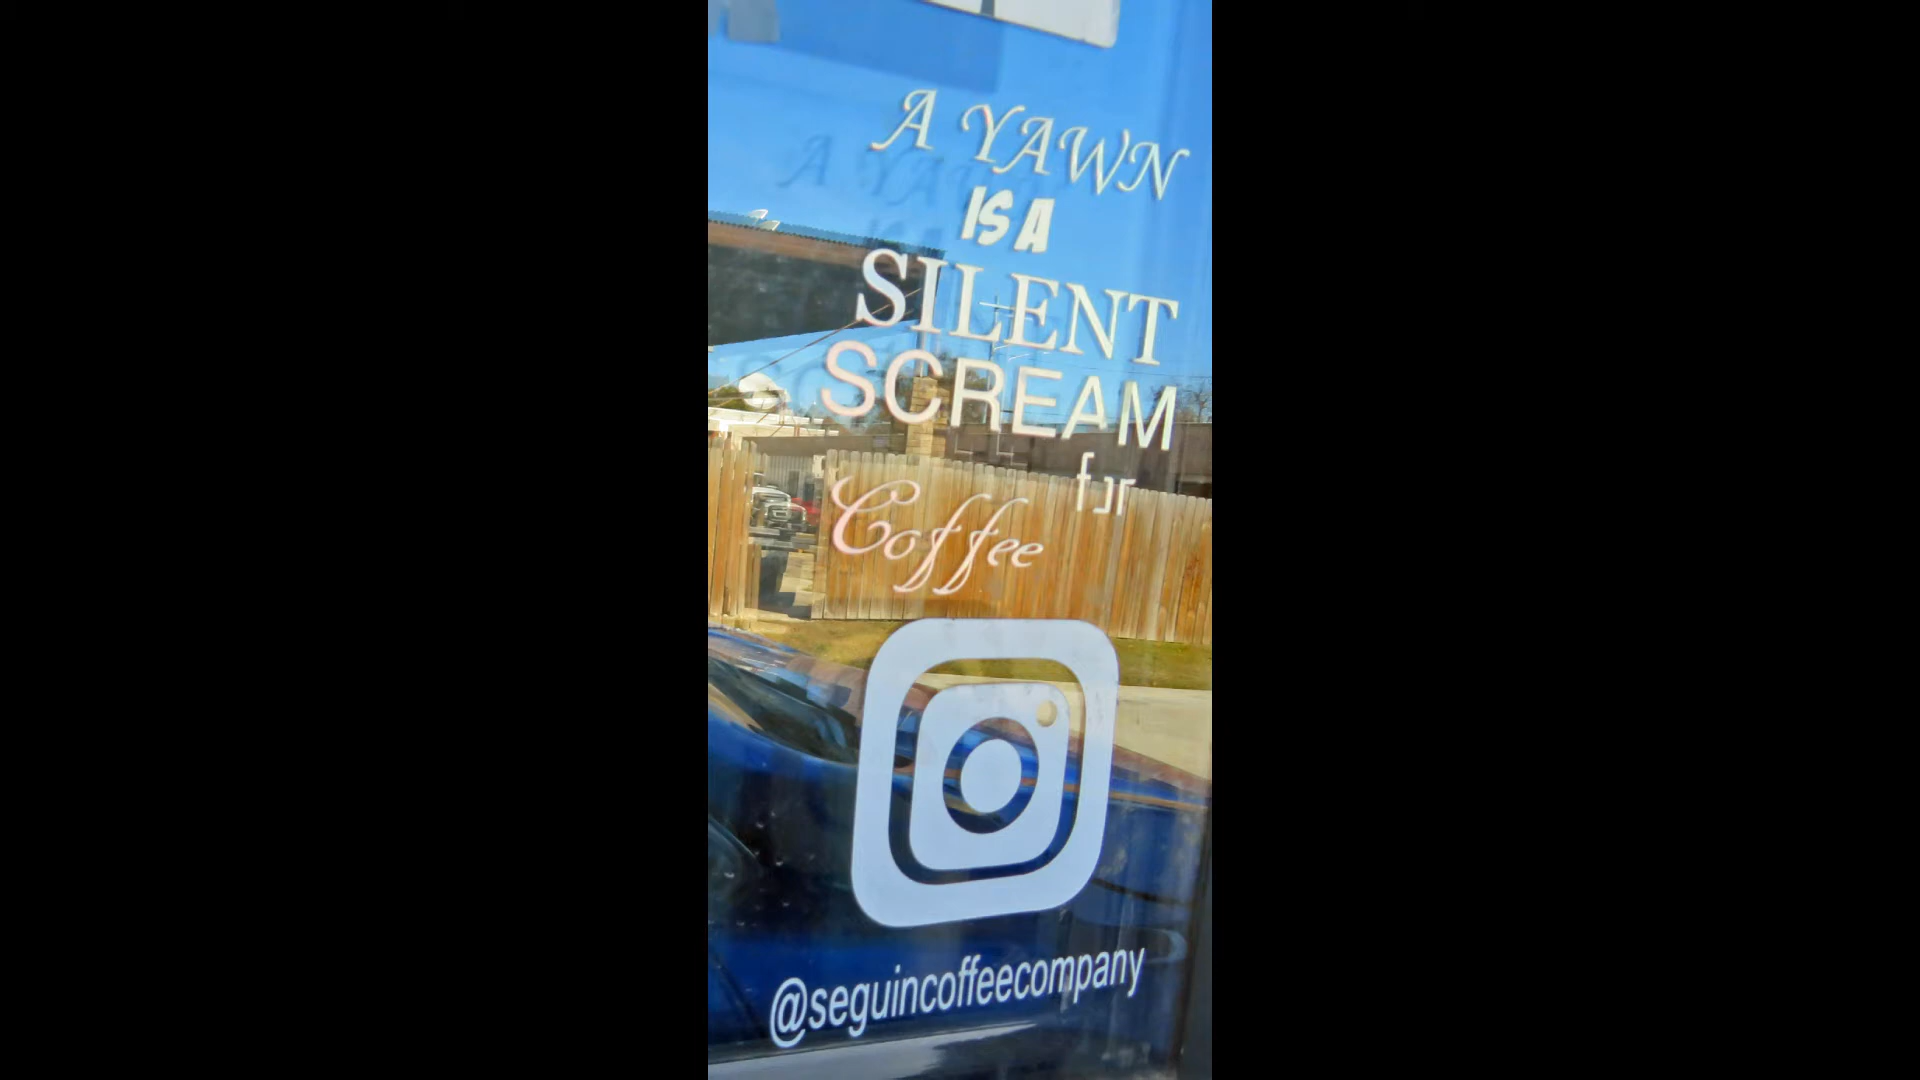 A YAWN
IS A
SILENT
SCREAM
for
Coffee
@seguincoffeecompany